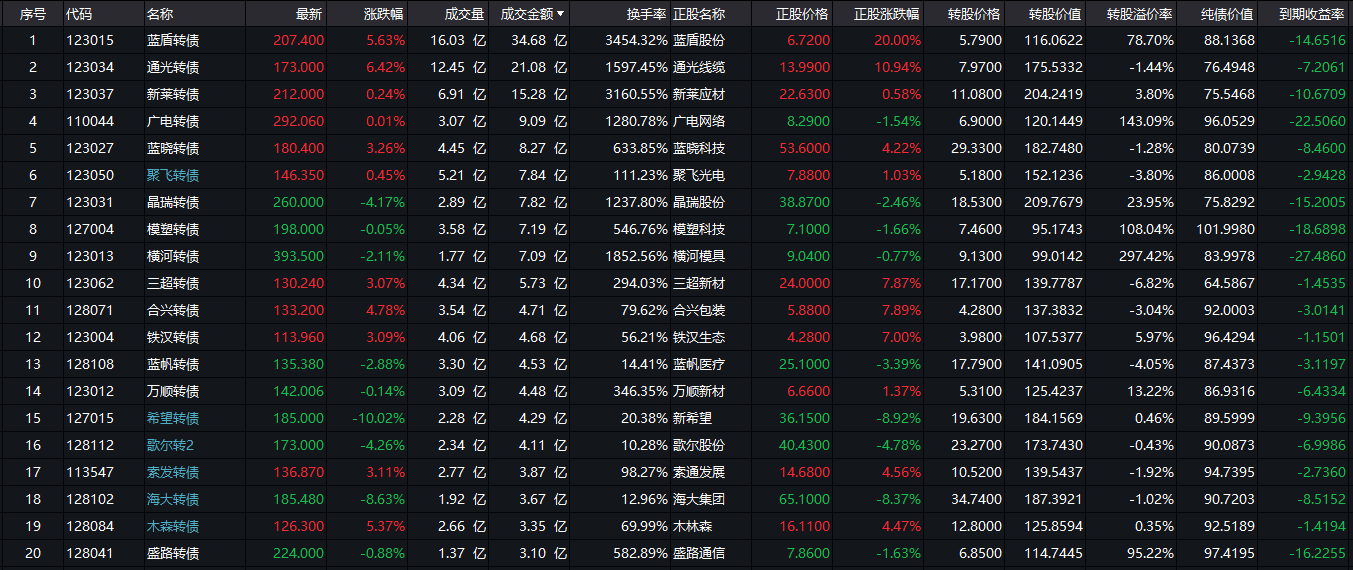 序号 代码 名称 最新 涨跌幅 成交量 成交金额 换手率 正股名称 正股价格 正股涨跌幅 转股价格 转股价值 转股溢价率 纯债价值 到期收益率
1 123015 蓝盾转债 207.400 5.63% 16.03 亿 34.68 亿 3454.32% 蓝盾股份 6.7200 20.00% 5.7900 116.0622 78.70% 88.1368 -14.6516
2 123034 通光转债 173.000 6.42% 12.45 亿 21.08 亿 1597.45% 通光线缆 13.9900 10.94% 7.9700 175.5332 -1.44% 76.4948 -7.2061
3 123037 新莱转债 212.000 0.24% 6.91 亿 15.28 亿 3160.55% 新莱应材 22.6300 0.58% 11.0800 204.2419 3.80% 75.5468 -10.6709
4 110044 广电转债 292.060 0.01% 3.07 亿 9.09 亿 1280.78% 广电网络 8.2900 -1.54% 6.9000 120.1449 143.09% 96.0529 -22.5060
5 123027 蓝晓转债 180.400 3.26% 4.45 亿 8.27 亿 633.85% 蓝晓科技 53.6000 4.22% 29.3300 182.7480 -1.28% 80.0739 -8.4600
6 123050 聚飞转债 146.350 0.45% 5.21 亿 7.84 亿 111.23% 聚飞光电 7.8800 1.03% 5.1800 152.1236 -3.80% 86.0008 -2.9428
7 123031 晶瑞转债 260.000 -4.17% 2.89 亿 7.82 亿 1237.80% 晶瑞股份 38.8700 -2.46% 18.5300 209.7679 23.95% 75.8292 -15.2005
8 127004 模塑转债 198.000 -0.05% 3.58 亿 7.19 亿 546.76% 模塑科技 7.1000 -1.66% 7.4600 95.1743 108.04% 101.9980 -18.6898
9 123013 横河转债 393.500 -2.11% 1.77 亿 7.09 亿 1852.56% 横河模具 9.0400 -0.77% 9.1300 99.0142 297.42% 83.9978 -27.4860
10 123062 三超转债 130.240 3.07% 4.34 亿 5.73 亿 294.03% 三超新材 24.0000 7.87% 17.1700 139.7787 -6.82% 64.5867 -1.4535
11 128071 合兴转债 133.200 4.78% 3.54 亿 4.71 亿 79.62% 合兴包装 5.8800 7.89% 4.2800 137.3832 -3.04% 92.0003 -3.0141
12 123004 铁汉转债 113.960 3.09% 4.06 亿 4.68 亿 56.21% 铁汉生态 4.2800 7.00% 3.9800 107.5377 5.97% 96.4294 -1.1501
13 128108 蓝帆转债 135.380 -2.88% 3.30 亿 4.53 亿 14.41% 蓝帆医疗 25.1000 -3.39% 17.7900 141.0905 -4.05% 87.4373 -3.1197
14 123012 万顺转债 142.006 -0.14% 3.09 亿 4.48 亿 346.35% 万顺新材 6.6600 1.37% 5.3100 125.4237 13.22% 86.9316 -6.4334
15 127015 希望转债 185.000 -10.02% 2.28 亿 4.29 亿 20.38% 新希望 36.1500 -8.92% 19.6300 184.1569 0.46% 89.5999 -9.3956
16 128112 歌尔转2 173.000 -4.26% 2.34 亿 4.11 亿 10.28% 歌尔股份 40.4300 -4.78% 23.2700 173.7430 -0.43% 90.0873 -6.9986
17 113547 索发转债 136.870 3.11% 2.77 亿 3.87 亿 98.27% 索通发展 14.6800 4.56% 10.5200 139.5437 -1.92% 94.7395 -2.7360
18 128102 海大转债 185.480 -8.63% 1.92 亿 3.67 亿 12.96% 海大集团 65.1000 -8.37% 34.7400 187.3921 -1.02% 90.7203 -8.5152
19 128084 木森转债 126.300 5.37% 2.66 亿 3.35 亿 69.99% 木林森 16.1100 4.47% 12.8000 125.8594 0.35% 92.5189 -1.4194
20 128041 盛路转债 224.000 -0.88% 1.37 亿 3.10 亿 582.89% 盛路通信 7.8600 -1.63% 6.8500 114.7445 95.22% 97.4195 -16.2255